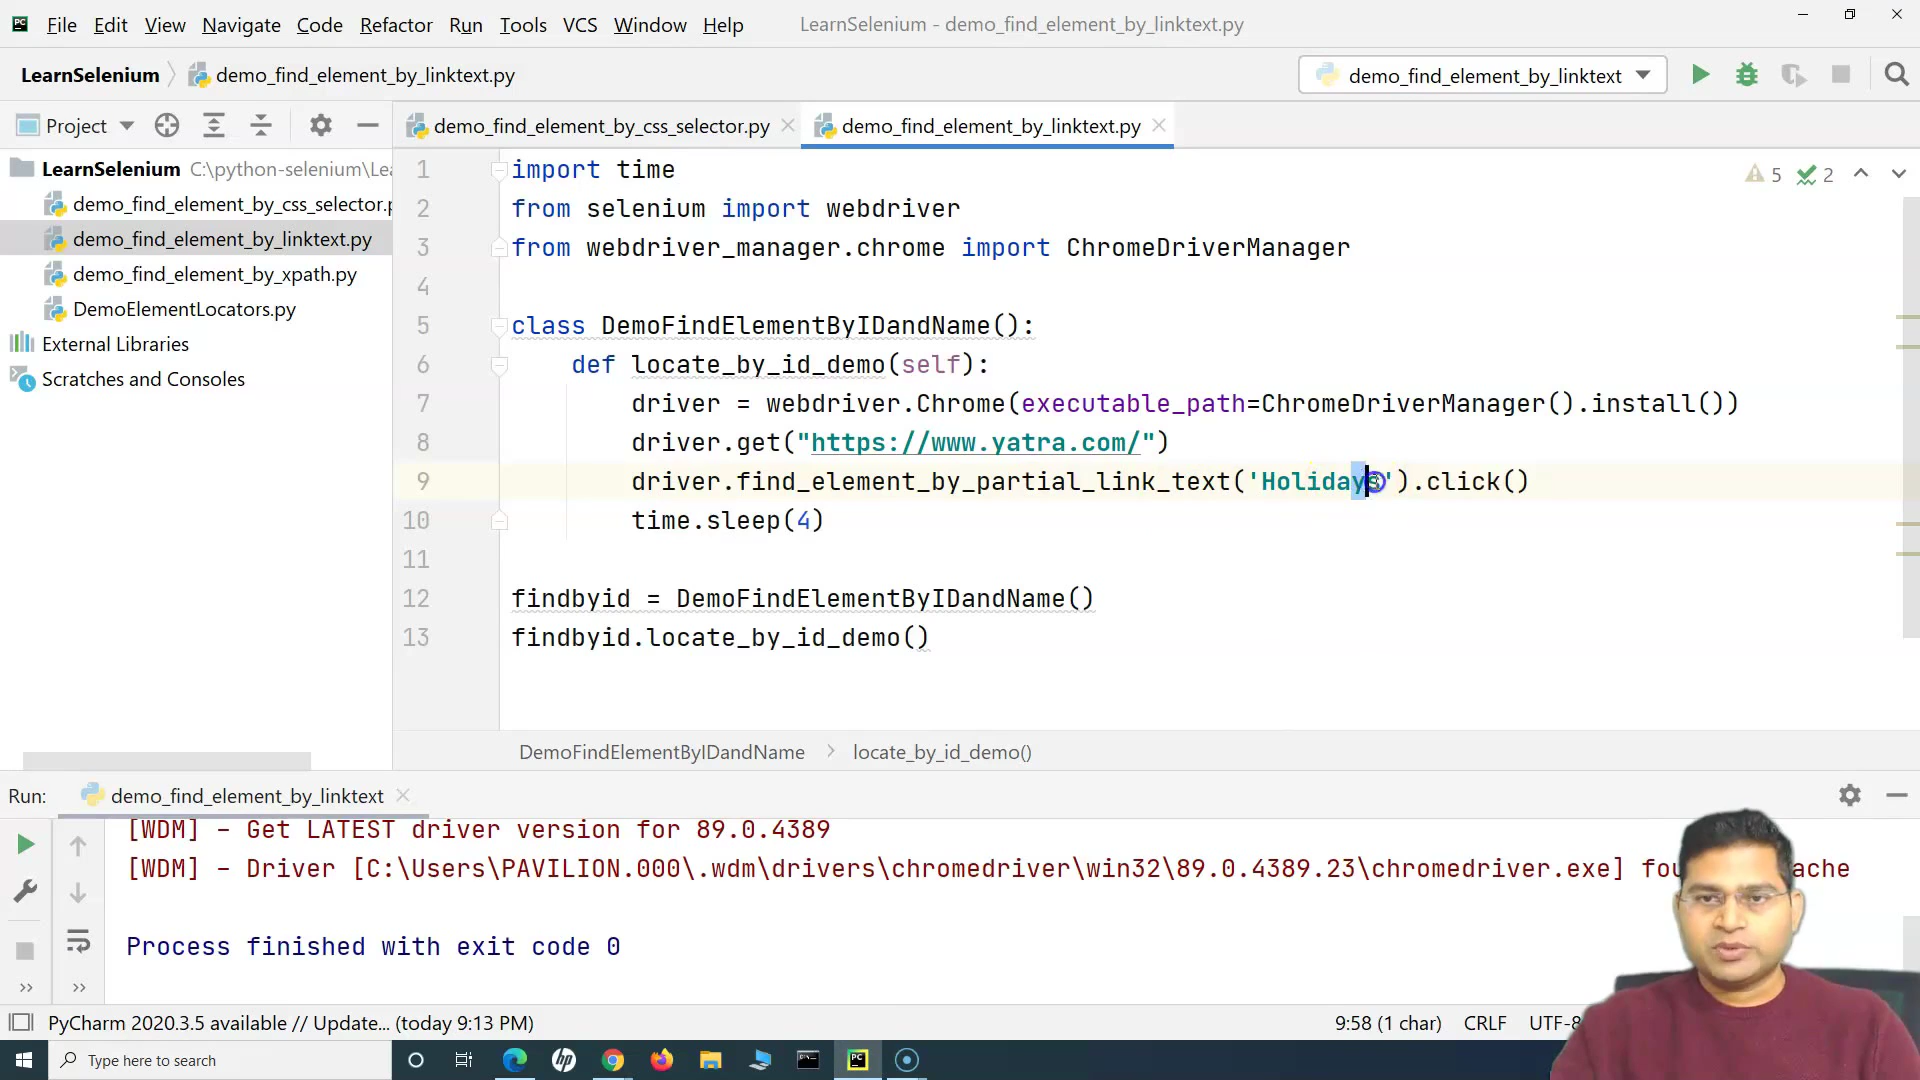 File Edit View Navigate Code Refactor Run Tools VCS Window Help LearnSelenium - demo_find_element_by_linktext.py
LearnSelenium demo_find_element_by_linktext.py demo_find_element_by_linktext
Project demo_find_element_by_css_selector.py demo_find_element_by_linktext.py
LearnSelenium C:\python-selenium\Lea
demo_find_element_by_css_selector.p
demo_find_element_by_linktext.py
demo_find_element_by_xpath.py
DemoElementLocators.py
External Libraries
Scratches and Consoles
5 2
1 import time
2 from selenium import webdriver
3 from webdriver_manager.chrome import ChromeDriverManager
4
5 class DemoFindElementByIDandName():
6 def locate_by_id_demo(self):
7 driver = webdriver.Chrome(executable_path=ChromeDriverManager().install())
8 driver.get("https://www.yatra.com/")
9 driver.find_element_by_partial_link_text('Holidays').click()
10 time.sleep(4)
11
12 findbyid = DemoFindElementByIDandName()
13 findbyid.locate_by_id_demo()
DemoFindElementByIDandName locate_by_id_demo()
Run: demo_find_element_by_linktext
[WDM] - Get LATEST driver version for 89.0.4389
[WDM] - Driver [C:\Users\PAVILION.000\.wdm\drivers\chromedriver\win32\89.0.4389.23\chromedriver.exe] fou ache
Process finished with exit code 0
PyCharm 2020.3.5 available // Update... (today 9:13 PM) 9:58 (1 char) CRLF UTF-8
Type here to search